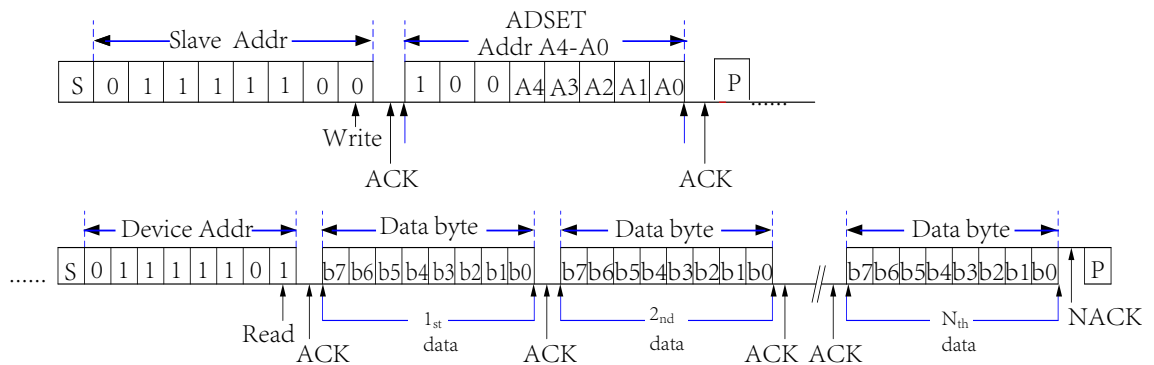 Slave Addr
ADSET
Addr A4-A0
S 0 1 1 1 1 1 0 0 1 0 0 A4 A3 A2 A1 A0 P ......
Write
ACK ACK
Device Addr Data byte Data byte Data byte
...... S 0 1 1 1 1 1 0 1 b7 b6 b5 b4 b3 b2 b1 b0 b7 b6 b5 b4 b3 b2 b1 b0 // b7 b6 b5 b4 b3 b2 b1 b0 P
Read 1st 2nd Nth NACK
data data data
ACK ACK ACK ACK